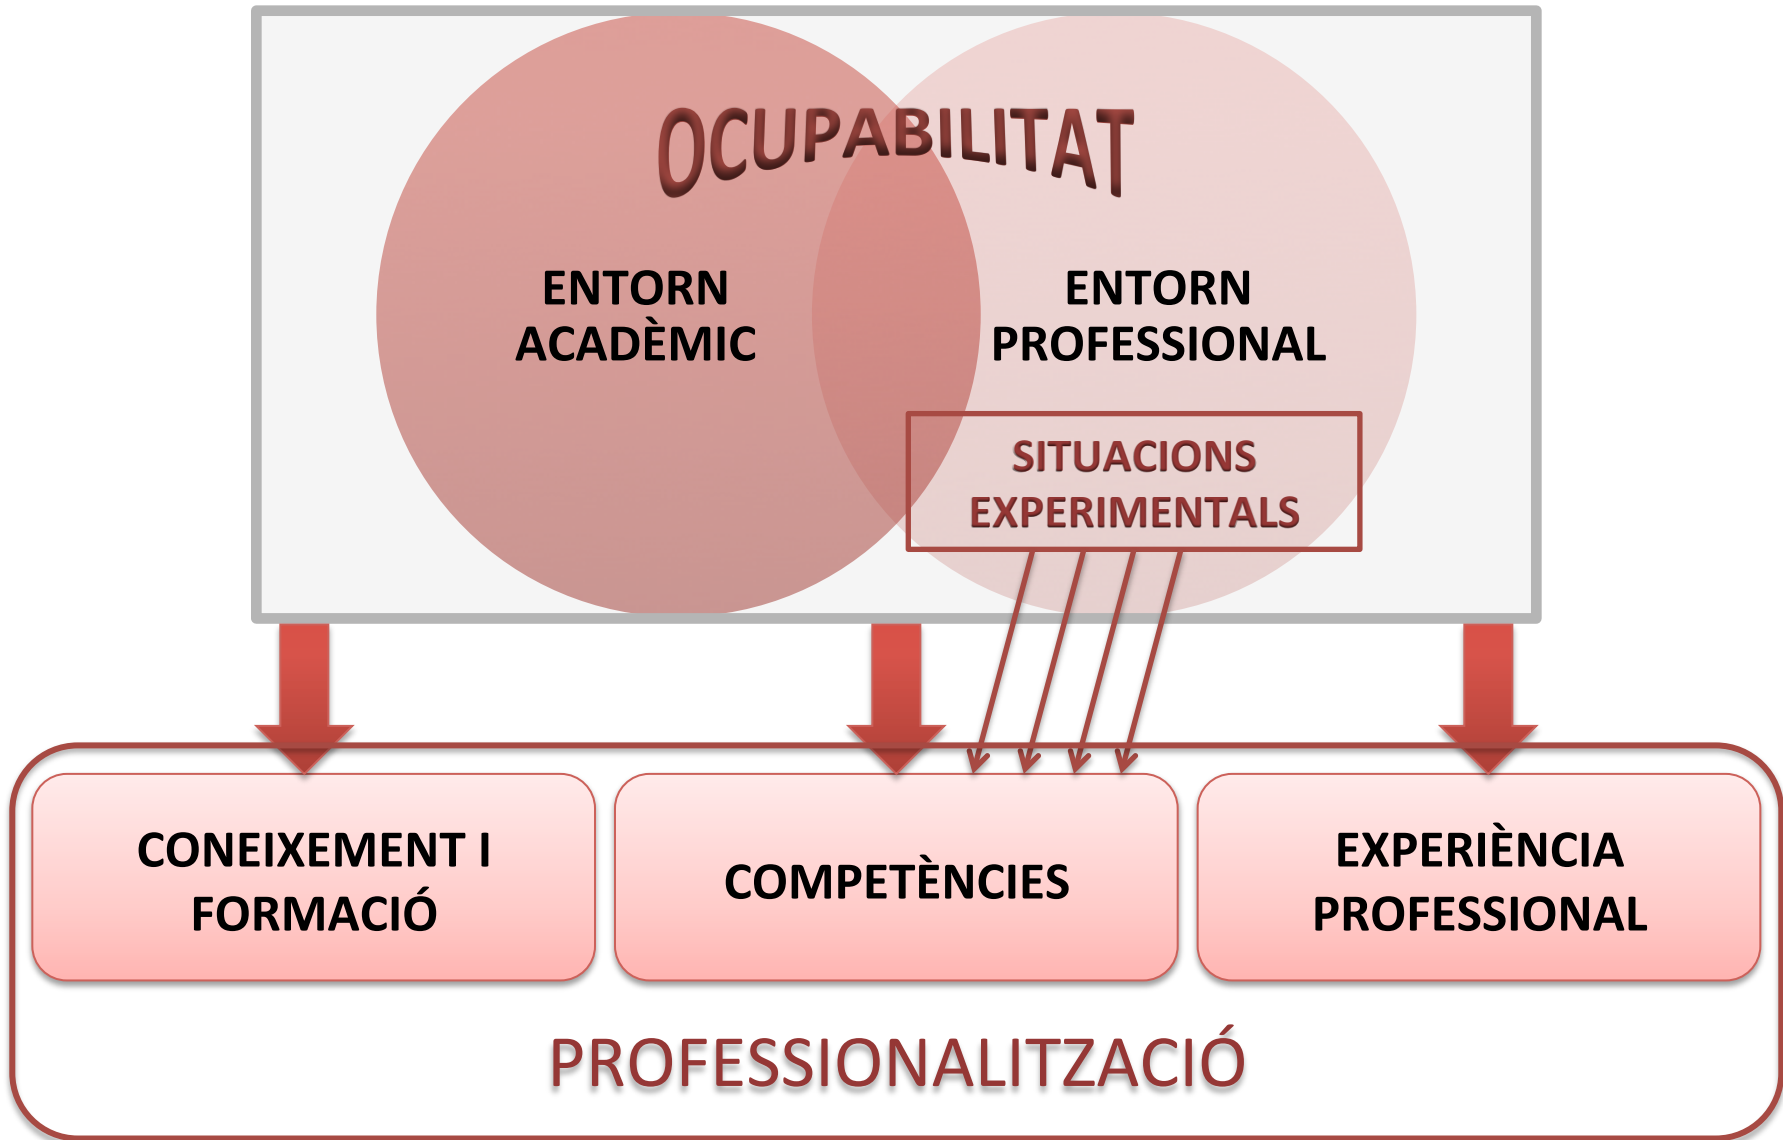 OCUPABILITAT
ENTORN
ACADÈMIC
ENTORN
PROFESSIONAL
SITUACIONS
EXPERIMENTALS
CONEIXEMENT I
FORMACIÓ
COMPETÈNCIES
EXPERIÈNCIA
PROFESSIONAL
PROFESSIONALITZACIÓ